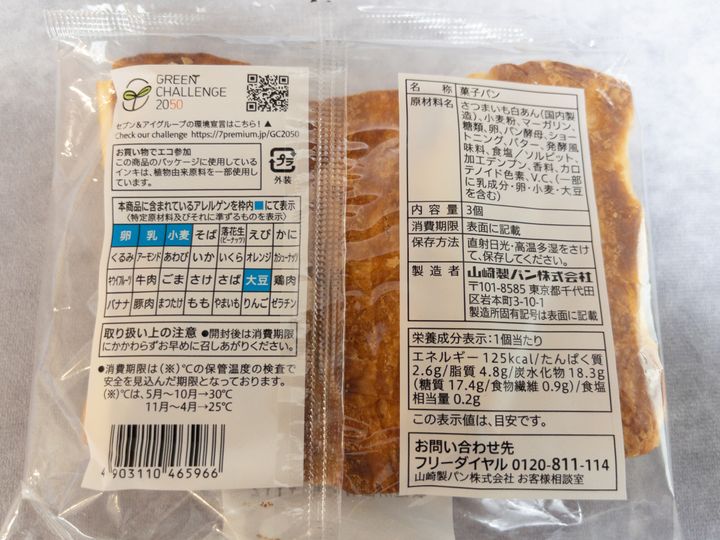 GREEN
CHALLENGE
2050
セブン＆アイグループの環境宣言はこちら！▲
Check our challenge https://7premium.jp/GC2050
お買い物でエコ参加
この商品のパッケージに使用している
インキは、植物由来原料を一部使用し
ています。
プラ
外装
本商品に含まれているアレルゲンを枠内■にて表示
(特定原材料及びそれに準ずるものを表示)
卵 乳 小麦 そば 落花生(ピーナッツ) えび かに
くるみ アーモンド あわび いか いくら オレンジ カシューナッツ
キウイフルーツ 牛肉 ごま さけ さば 大豆 鶏肉
バナナ 豚肉 まつたけ もも やまいも りんご ゼラチン
取り扱い上の注意 ●開封後は消費期限
にかかわらずお早めに召しあがりください。
●消費期限は(※)℃の保管温度の検査で
安全を見込んだ期限となっております。
(※)℃は、5月〜10月→30℃
11月〜4月→25℃
4903110465966
名称 菓子パン
原材料名 さつまいも白あん(国内製
造)、小麦粉、マーガリン、
糖類、卵、パン酵母、ショー
トニング、バター、発酵風
味料、食塩／ソルビット、
加工デンプン、香料、カロ
テノイド色素、V.C、(一部
に乳成分・卵・小麦・大豆
を含む)
内容量 3個
消費期限 表面に記載
保存方法 直射日光・高温多湿をさけ
て、保存してください。
製造者 山崎製パン株式会社
〒101-8585 東京都千代田
区岩本町3-10-1
製造所固有記号は表面に記載
栄養成分表示：1個当たり
エネルギー 125kcal/たんぱく質
2.6g/脂質 4.8g/炭水化物 18.3g
(糖質 17.4g/食物繊維 0.9g)/食塩
相当量 0.2g
この表示値は、目安です。
お問い合わせ先
フリーダイヤル 0120-811-114
山崎製パン株式会社 お客様相談室